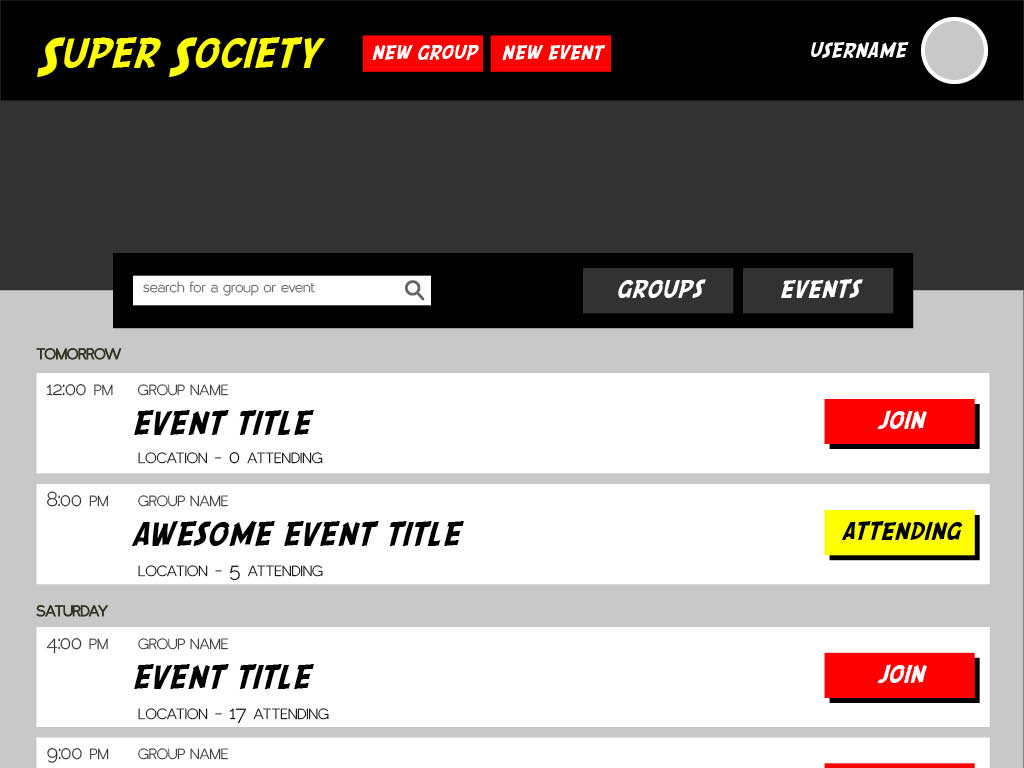 SUPER SOCIETY
NEW GROUP
NEW EVENT
USERNAME
search for a group or event
GROUPS
EVENTS
TOMORROW
12:00 PM
GROUP NAME
EVENT TITLE
LOCATION - 0 ATTENDING
JOIN
8:00 PM
GROUP NAME
AWESOME EVENT TITLE
LOCATION - 5 ATTENDING
ATTENDING
SATURDAY
4:00 PM
GROUP NAME
EVENT TITLE
LOCATION - 17 ATTENDING
JOIN
9:00 PM
GROUP NAME